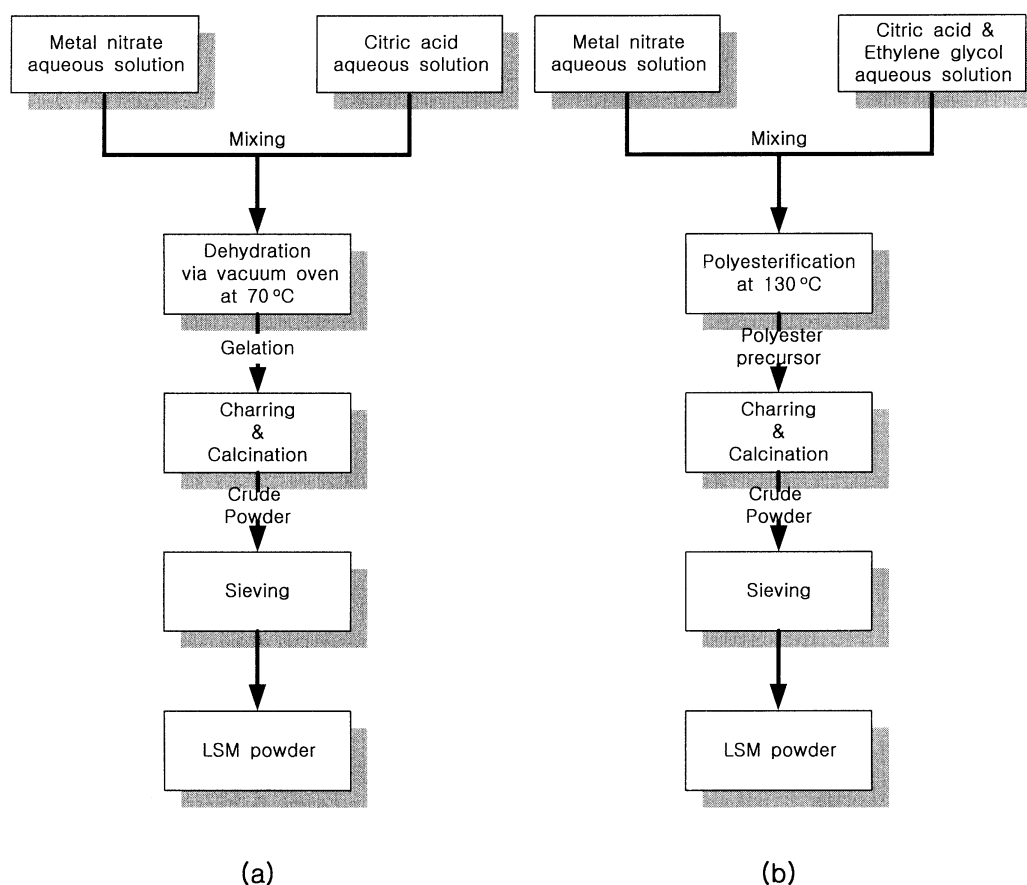 Metal nitrate
aqueous solution
Citric acid
aqueous solution
Mixing
Dehydration
via vacuum oven
at 70 ºC
Gelation
Charring
&
Calcination
Crude
Powder
Sieving
LSM powder
(a)
Metal nitrate
aqueous solution
Citric acid &
Ethylene glycol
aqueous solution
Mixing
Polyesterification
at 130 ºC
Polyester
precursor
Charring
&
Calcination
Crude
Powder
Sieving
LSM powder
(b)